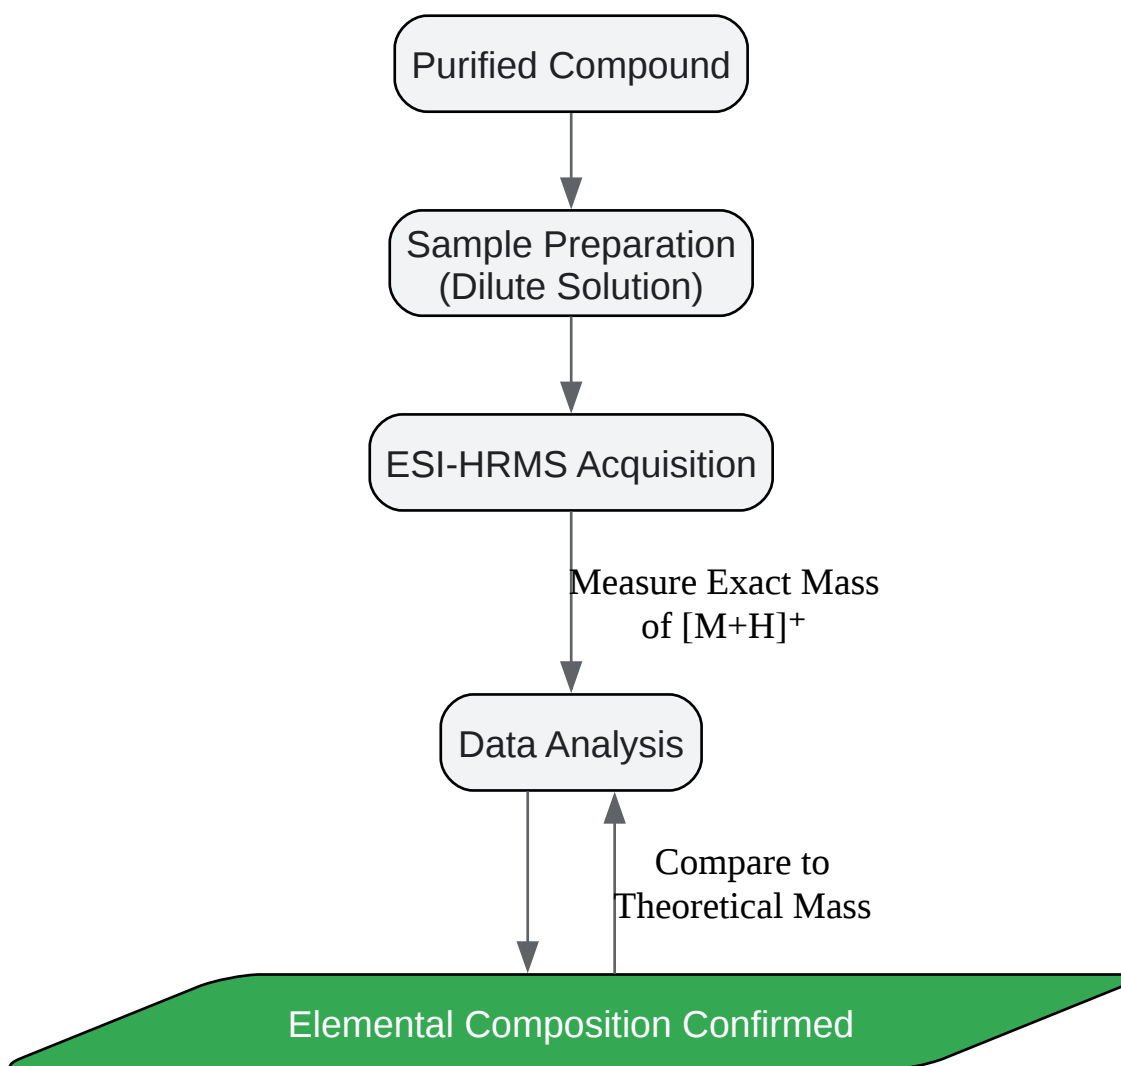 Purified Compound
Sample Preparation
(Dilute Solution)
ESI-HRMS Acquisition
Measure Exact Mass
of [M+H]⁺
Data Analysis
Compare to
Theoretical Mass
Elemental Composition Confirmed